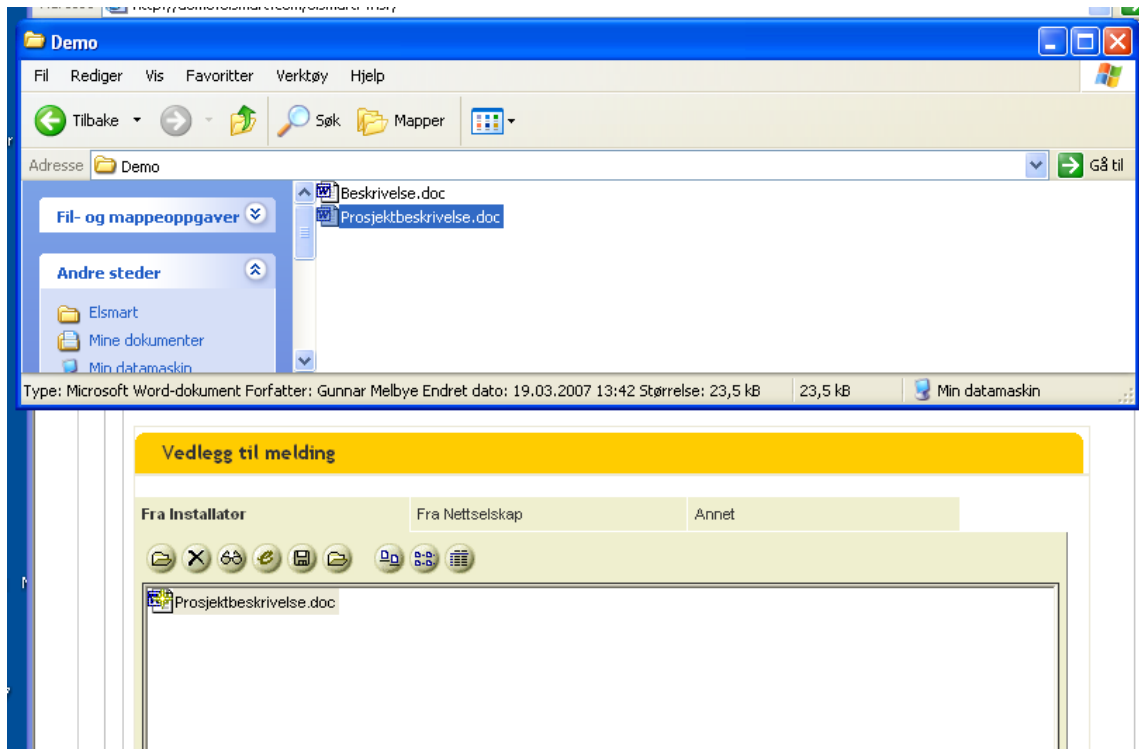 Demo
Fil Rediger Vis Favoritter Verktøy Hjelp
Tilbake Søk Mapper
Adresse Demo Gå til
Beskrivelse.doc
Fil- og mappeoppgaver
Prosjektbeskrivelse.doc
Andre steder
Elsmart
Mine dokumenter
Min datamaskin
Type: Microsoft Word-dokument Forfatter: Gunnar Melbye Endret dato: 19.03.2007 13:42 Størrelse: 23,5 kB 23,5 kB Min datamaskin
Vedlegg til melding
Fra Installatør Fra Nettselskap Annet
Prosjektbeskrivelse.doc